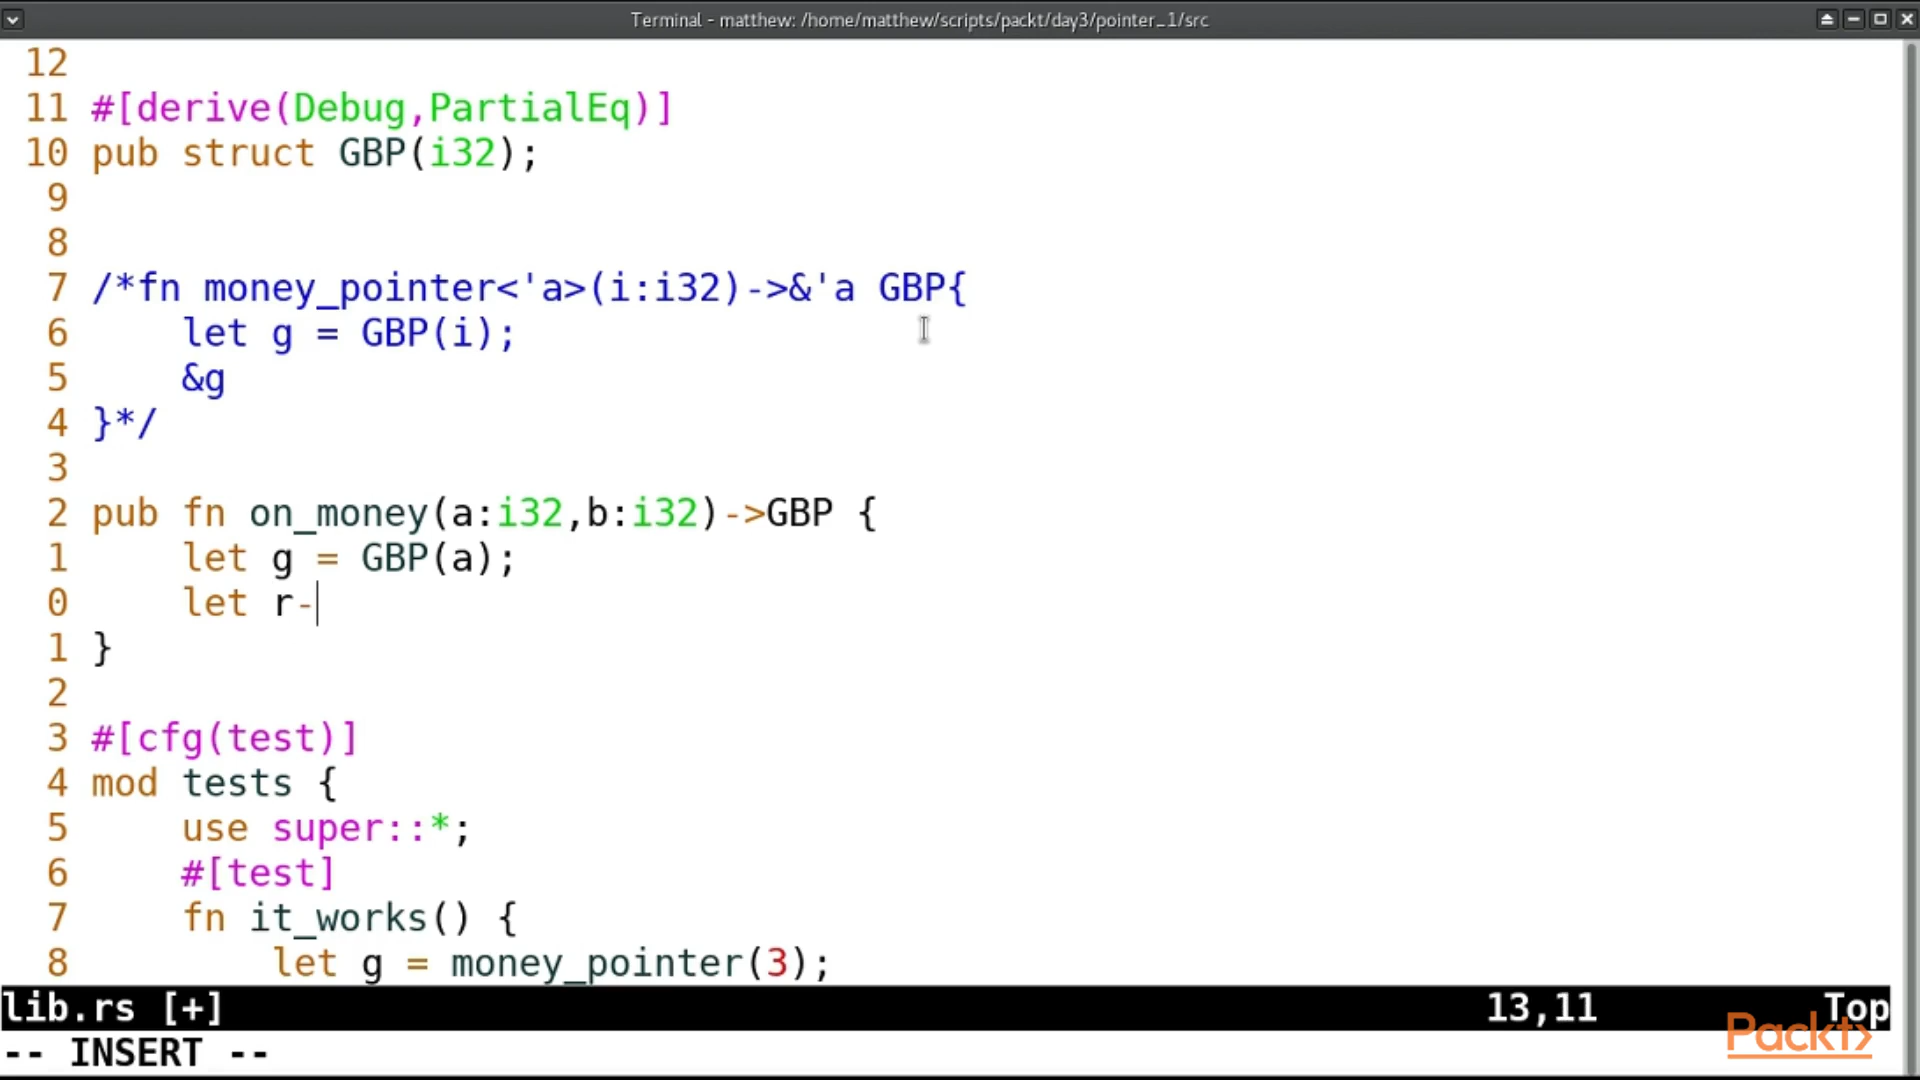 Terminal - matthew: /home/matthew/scripts/packt/day3/pointer_1/src
12
11 #[derive(Debug,PartialEq)]
10 pub struct GBP(i32);
9
8
7 /*fn money_pointer<'a>(i:i32)->&'a GBP{
6     let g = GBP(i);
5     &g
4 }*/
3
2 pub fn on_money(a:i32,b:i32)->GBP {
1     let g = GBP(a);
0     let r-
1 }
2
3 #[cfg(test)]
4 mod tests {
5     use super::*;
6     #[test]
7     fn it_works() {
8         let g = money_pointer(3);
lib.rs [+] 13,11 Top
-- INSERT --
Packt>